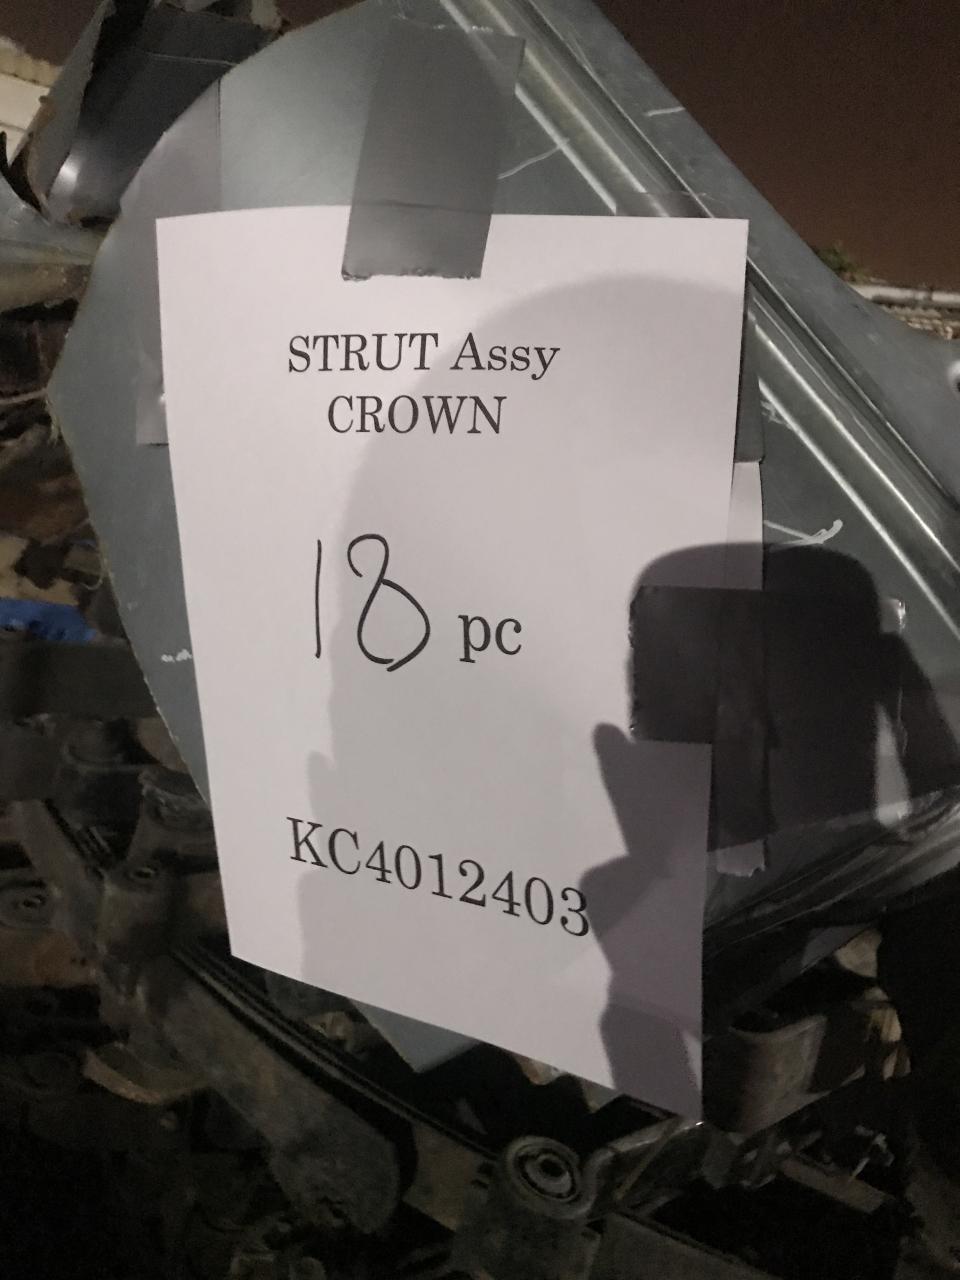 STRUT Assy
CROWN
18 pc
KC4012403